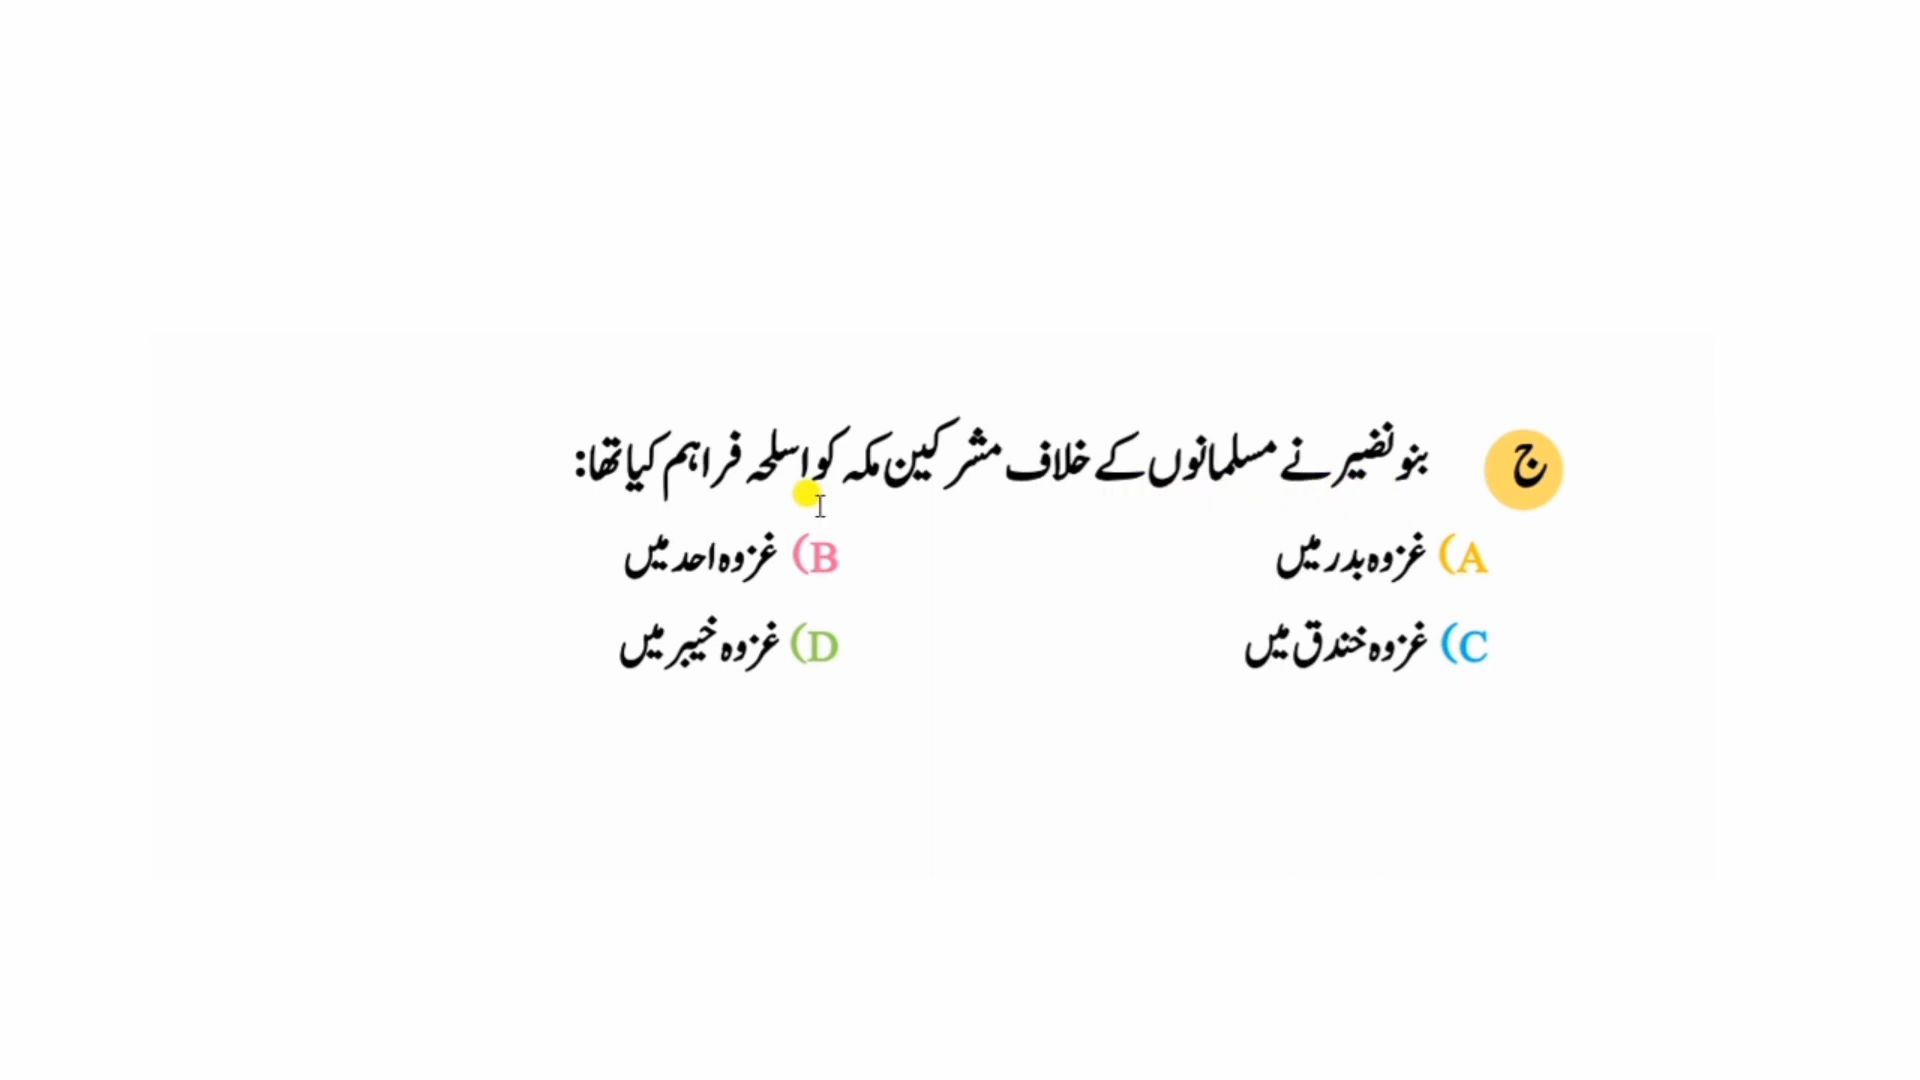 ج بنو نضیر نے مسلمانوں کے خلاف مشرکین مکہ کو اسلحہ فراہم کیا تھا:
A) غزوہ بدر میں B) غزوہ احد میں
C) غزوہ خندق میں D) غزوہ خیبر میں